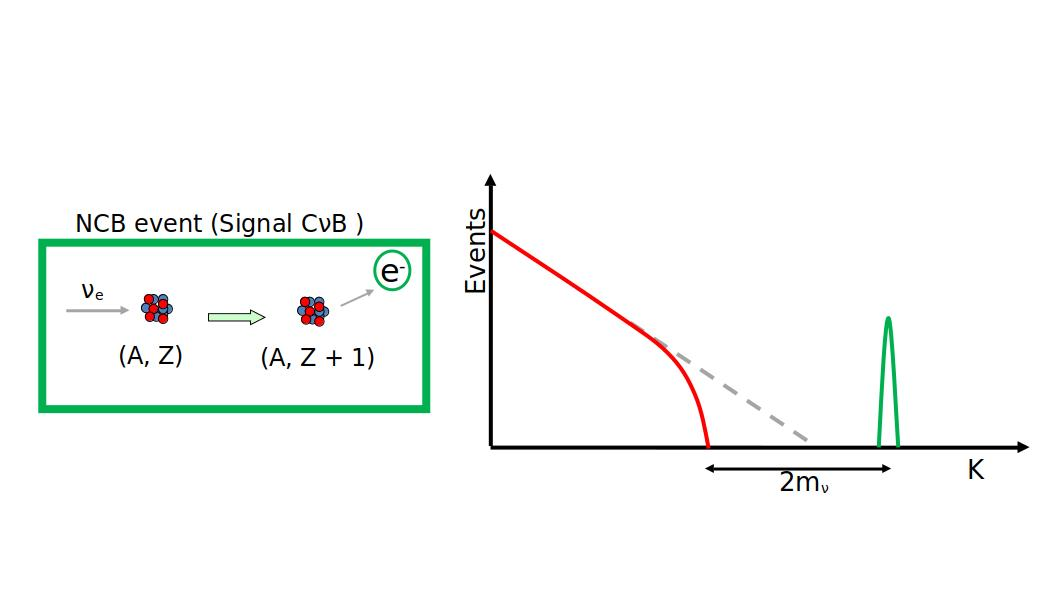 NCB event (Signal CνB )
νe
e-
(A, Z)
(A, Z + 1)
Events
K
2mν